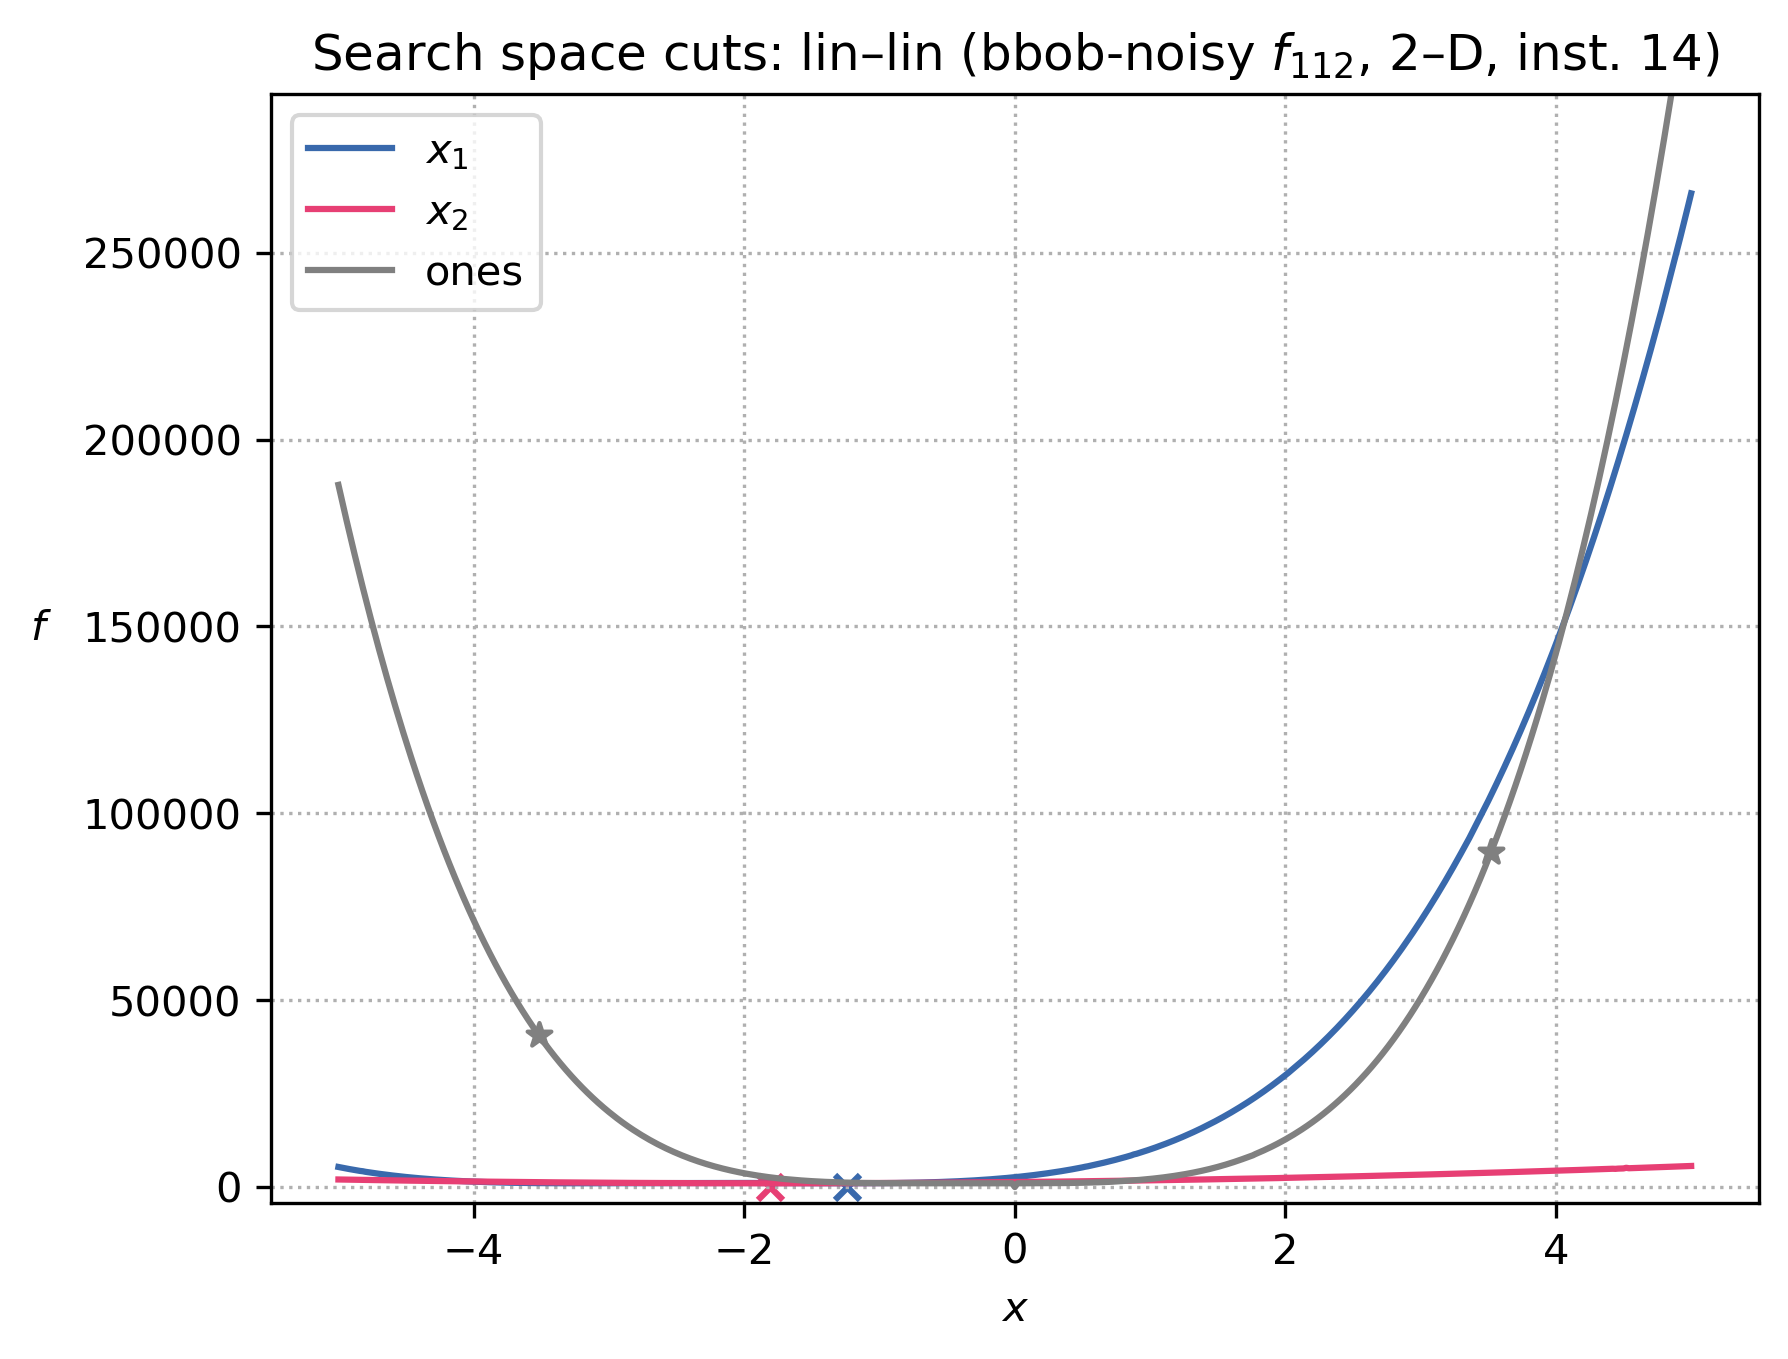 Search space cuts: lin–lin (bbob-noisy f₁₁₂, 2–D, inst. 14)
x₁
x₂
ones
250000
200000
150000
100000
50000
0
f
−4
−2
0
2
4
x